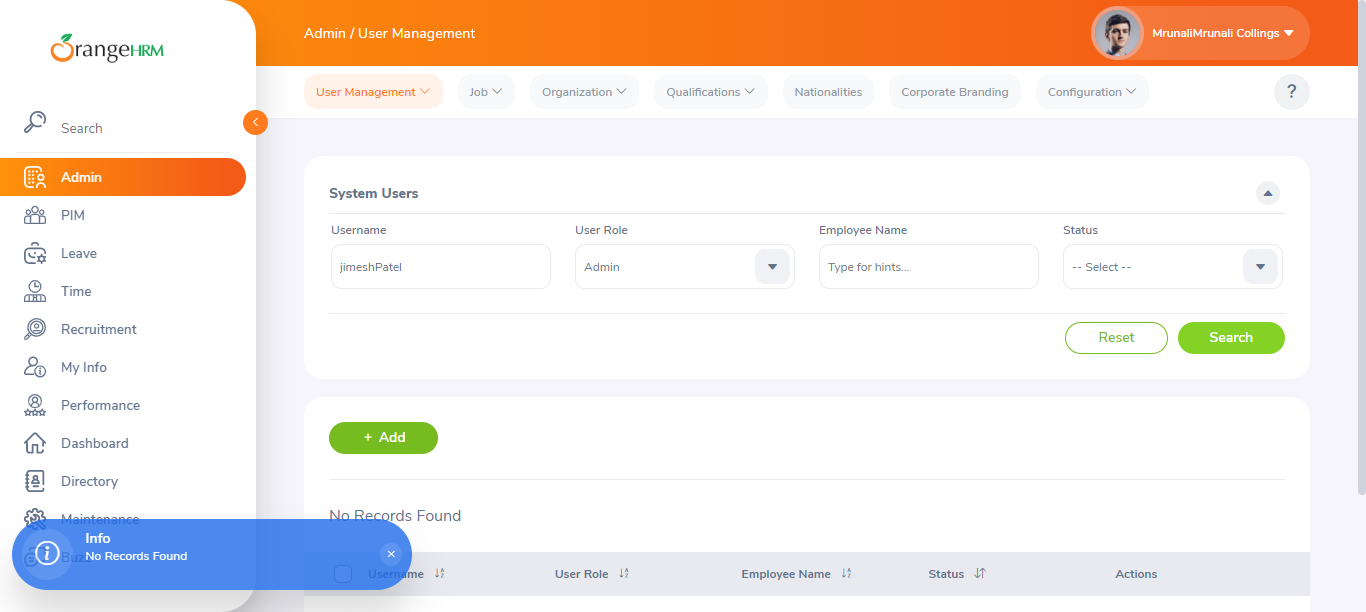 OrangeHRM
Search
Admin
PIM
Leave
Time
Recruitment
My Info
Performance
Dashboard
Directory
Maintenance
Buzz
Info
No Records Found
Admin / User Management
MrunaliMrunali Collings
User Management
Job
Organization
Qualifications
Nationalities
Corporate Branding
Configuration
?
System Users
Username
User Role
Employee Name
Status
jimeshPatel
Admin
Type for hints...
-- Select --
Reset
Search
+ Add
No Records Found
Username
User Role
Employee Name
Status
Actions